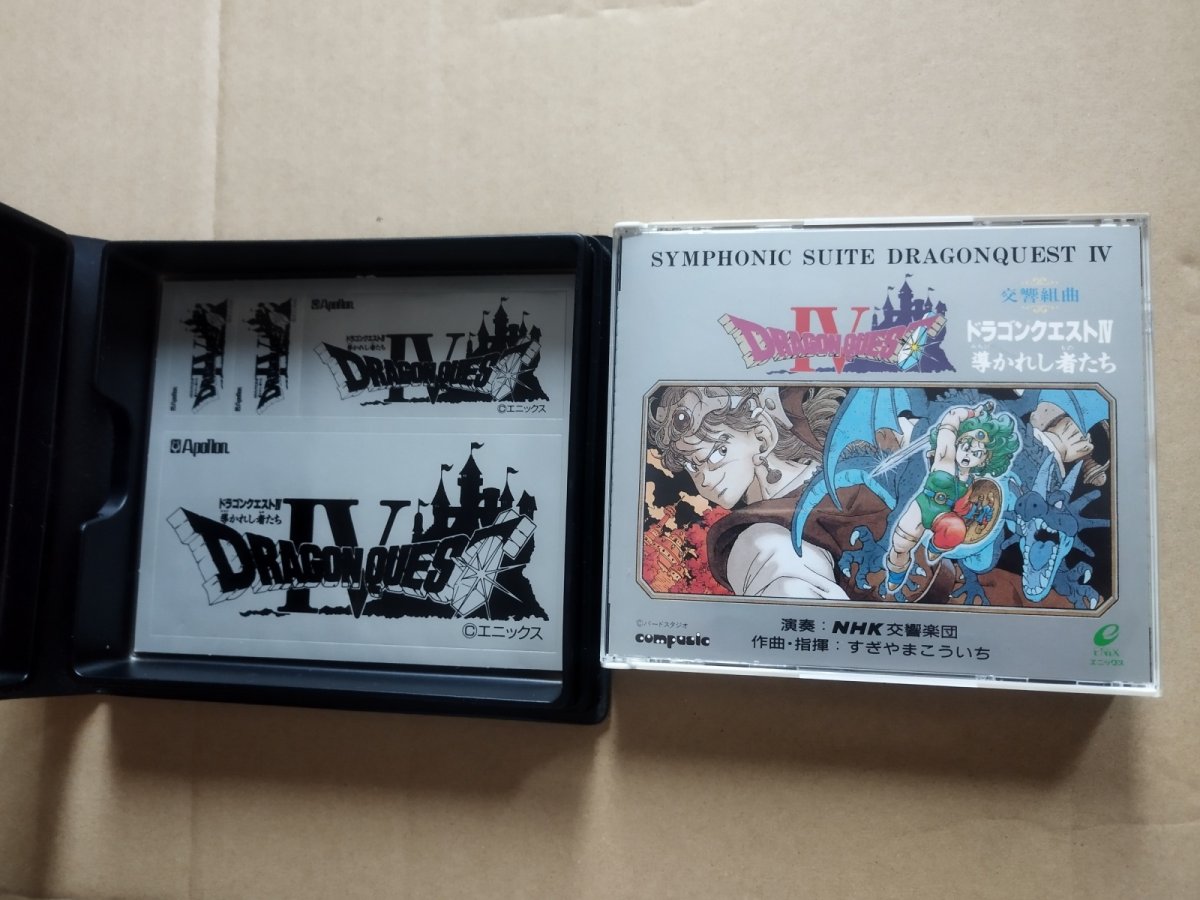 Apollon
ドラゴンクエストIV
導かれし者たち
DRAGON QUEST
IV
©エニックス
Apollon
ドラゴンクエストIV
導かれし者たち
DRAGON QUEST
IV
©エニックス
SYMPHONIC SUITE DRAGONQUEST IV
交響組曲
DRAGON QUEST
IV
ドラゴンクエストIV
導かれし者たち
©バードスタジオ
compusic
演奏:NHK交響楽団
作曲・指揮:すぎやまこういち
ENIX
エニックス